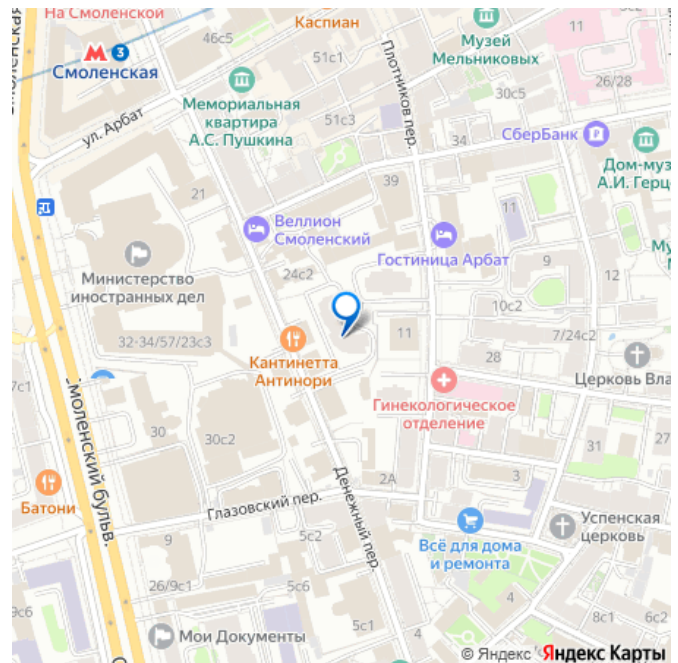 На Смоленской
Каспиан
3
Смоленская
46с5
51с1
Плотников пер.
Музей
Мельниковых
11
26/28
30с5
Мемориальная
квартира
А.С. Пушкина
51с3
ул. Арбат
34
СберБанк
Дом-муз
А.И. Герце
21
39
Веллион
Смоленский
Гостиница Арбат
11
Министерство
иностранных дел
24с2
9
12
10с2
32-34/57/23с3
Кантинетта
Антинори
11
7/24с2
28
Церковь Вла
Гинекологическое
отделение
7с1
Смоленский бульв.
30
30с2
31
27
Батони
Денежный пер.
2А
3
Глазовский пер.
9
5с2
Всё для дома
и ремонта
Успенская
церковь
26/9с1
5с6
4
9с6
Мои Документы
5с1
4
8с1
6с2
© Яндекс Яндекс Карты